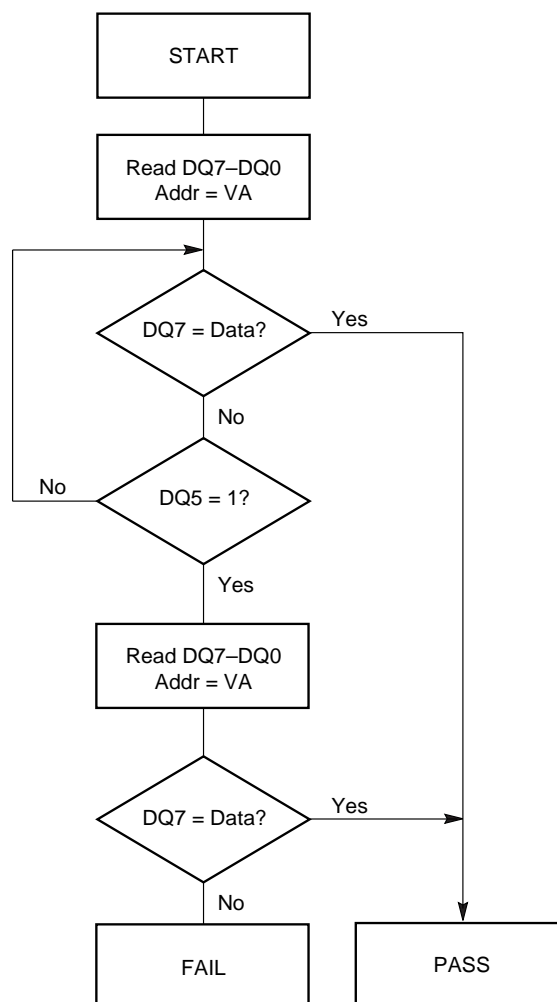 START
Read DQ7–DQ0
Addr = VA
DQ7 = Data?
Yes
No
DQ5 = 1?
No
Yes
Read DQ7–DQ0
Addr = VA
DQ7 = Data?
Yes
No
FAIL
PASS